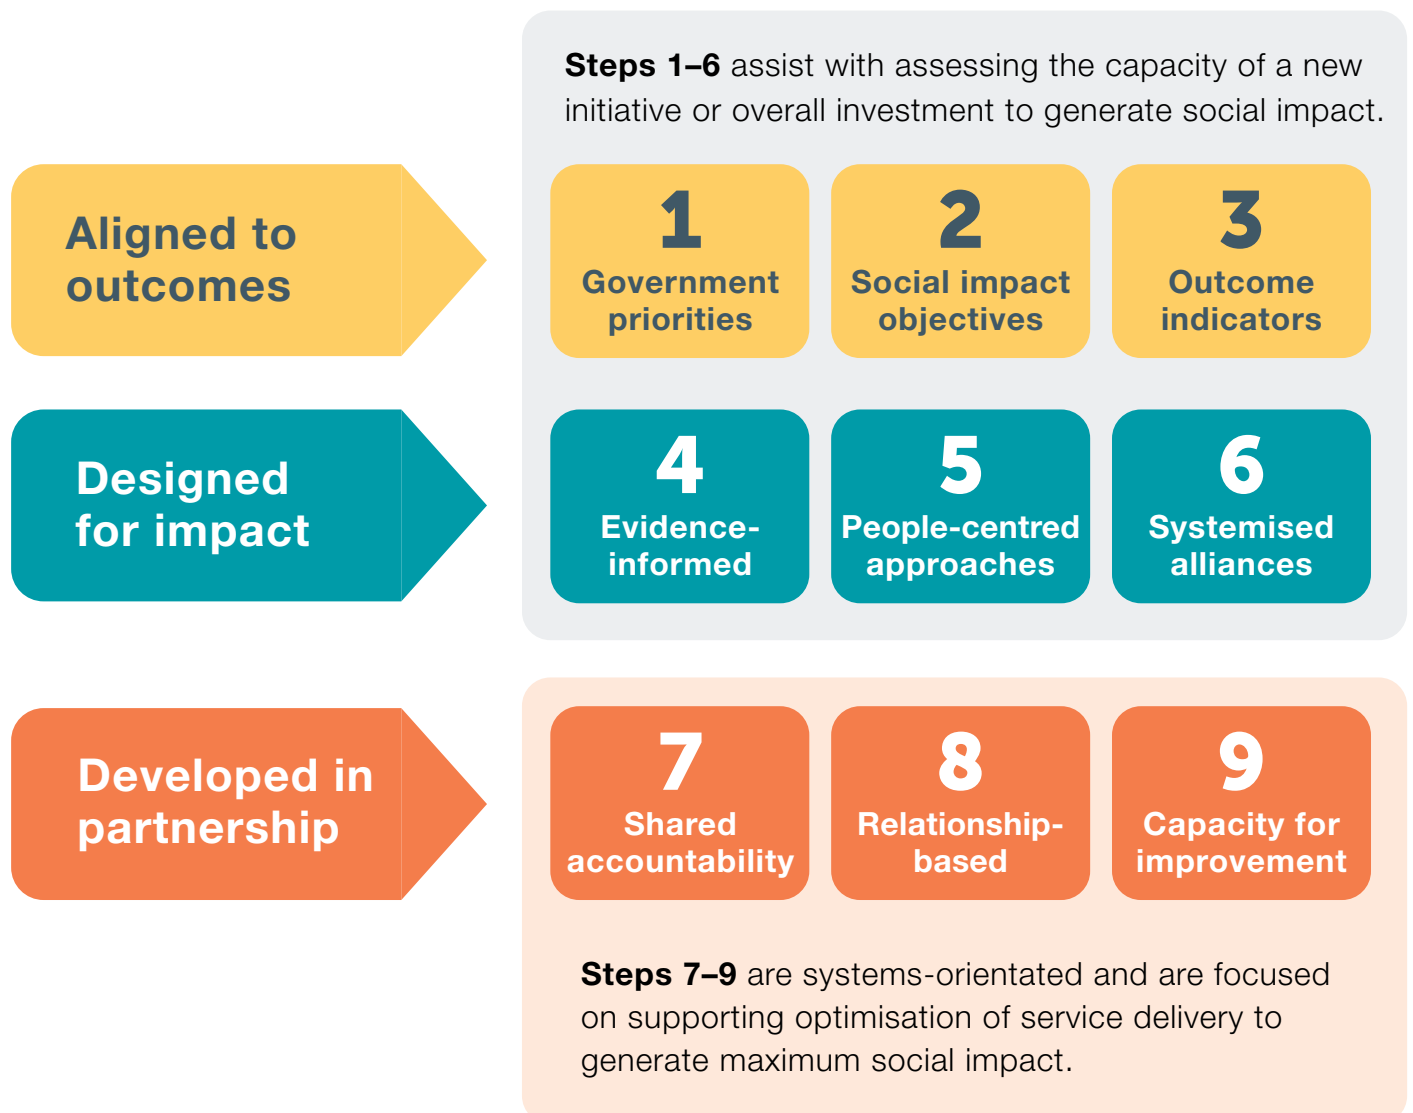 Steps 1–6 assist with assessing the capacity of a new
initiative or overall investment to generate social impact.
Aligned to
outcomes
1
Government
priorities
2
Social impact
objectives
3
Outcome
indicators
Designed
for impact
4
Evidence-
informed
5
People-centred
approaches
6
Systemised
alliances
Developed in
partnership
7
Shared
accountability
8
Relationship-
based
9
Capacity for
improvement
Steps 7–9 are systems-orientated and are focused
on supporting optimisation of service delivery to
generate maximum social impact.